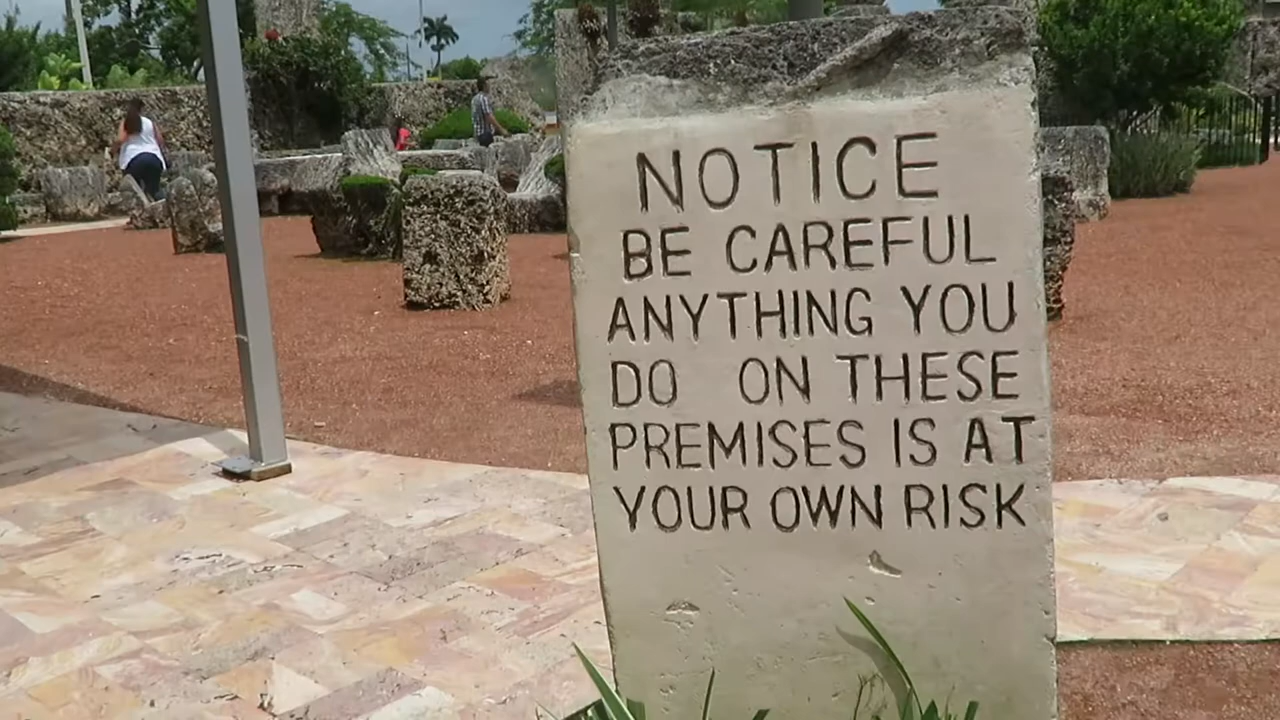 NOTICE
BE CAREFUL
ANYTHING YOU
DO ON THESE
PREMISES IS AT
YOUR OWN RISK